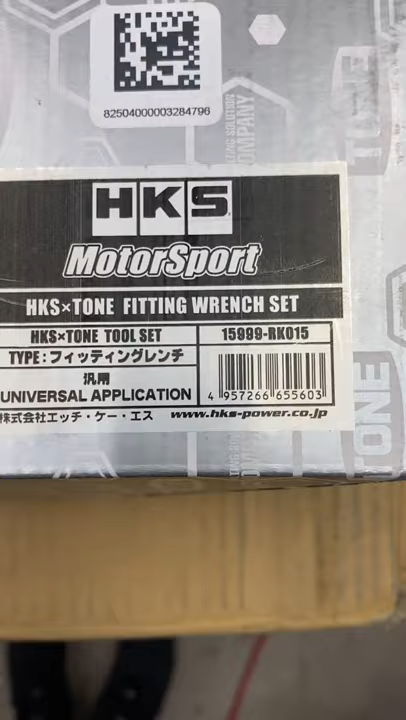 82504000003284796
TONE
HKS
MotorSport
HKS×TONE FITTING WRENCH SET
HKS×TONE TOOL SET
15999-RK015
TYPE:フィッティングレンチ
汎用
UNIVERSAL APPLICATION
4 957266 655603
株式会社エッチ・ケー・エス
www.hks-power.co.jp
TONE